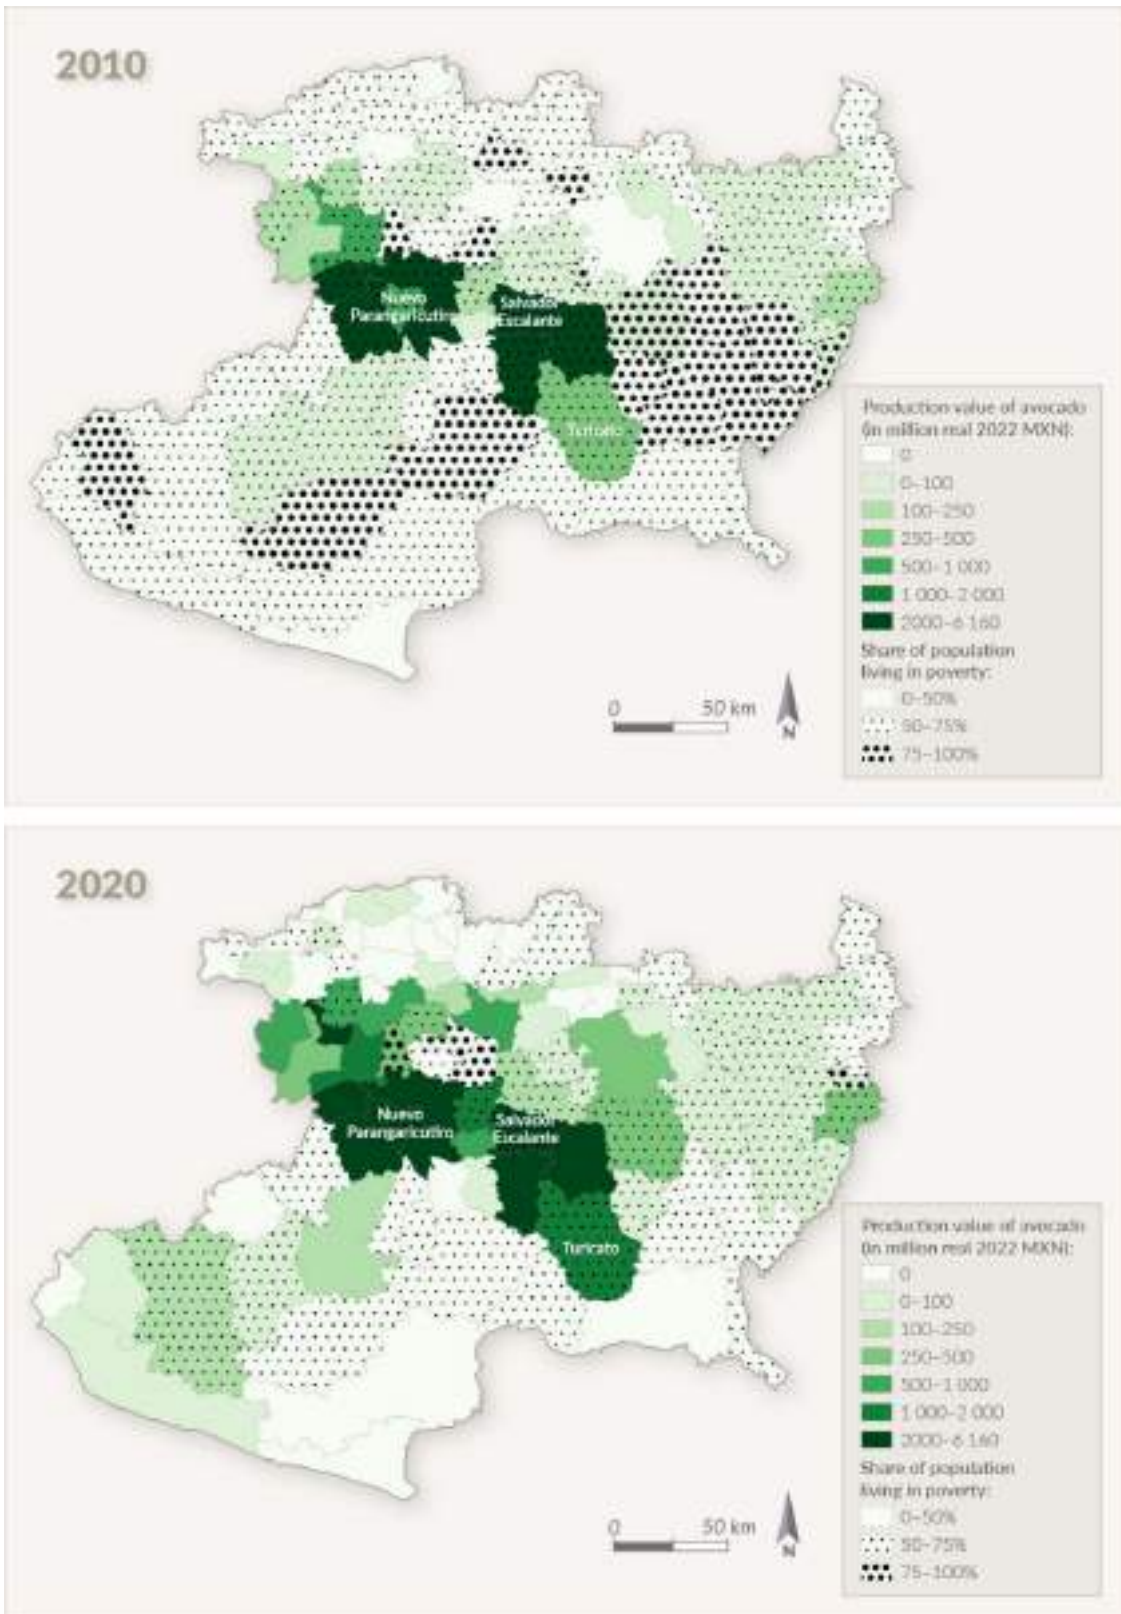 2010
Nuevo
Parangaricutiro
Salvador
Escalante
Turicato
Production value of avocado
(in million real 2022 MXN):
0
0–100
100–250
250–500
500–1 000
1 000–2 000
2000–6 160
Share of population
living in poverty:
0–50%
50–75%
75–100%
0 50 km
N
2020
Nuevo
Parangaricutiro
Salvador
Escalante
Turicato
Production value of avocado
(in million real 2022 MXN):
0
0–100
100–250
250–500
500–1 000
1 000–2 000
2000–6 160
Share of population
living in poverty:
0–50%
50–75%
75–100%
0 50 km
N